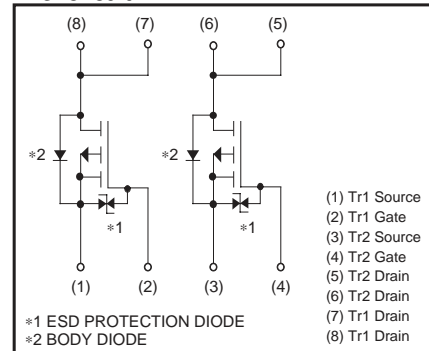 (8) (7) (6) (5)
∗2 ∗2
∗1 ∗1
(1) (2) (3) (4)
(1) Tr1 Source
(2) Tr1 Gate
(3) Tr2 Source
(4) Tr2 Gate
(5) Tr2 Drain
(6) Tr2 Drain
(7) Tr1 Drain
(8) Tr1 Drain
∗1 ESD PROTECTION DIODE
∗2 BODY DIODE